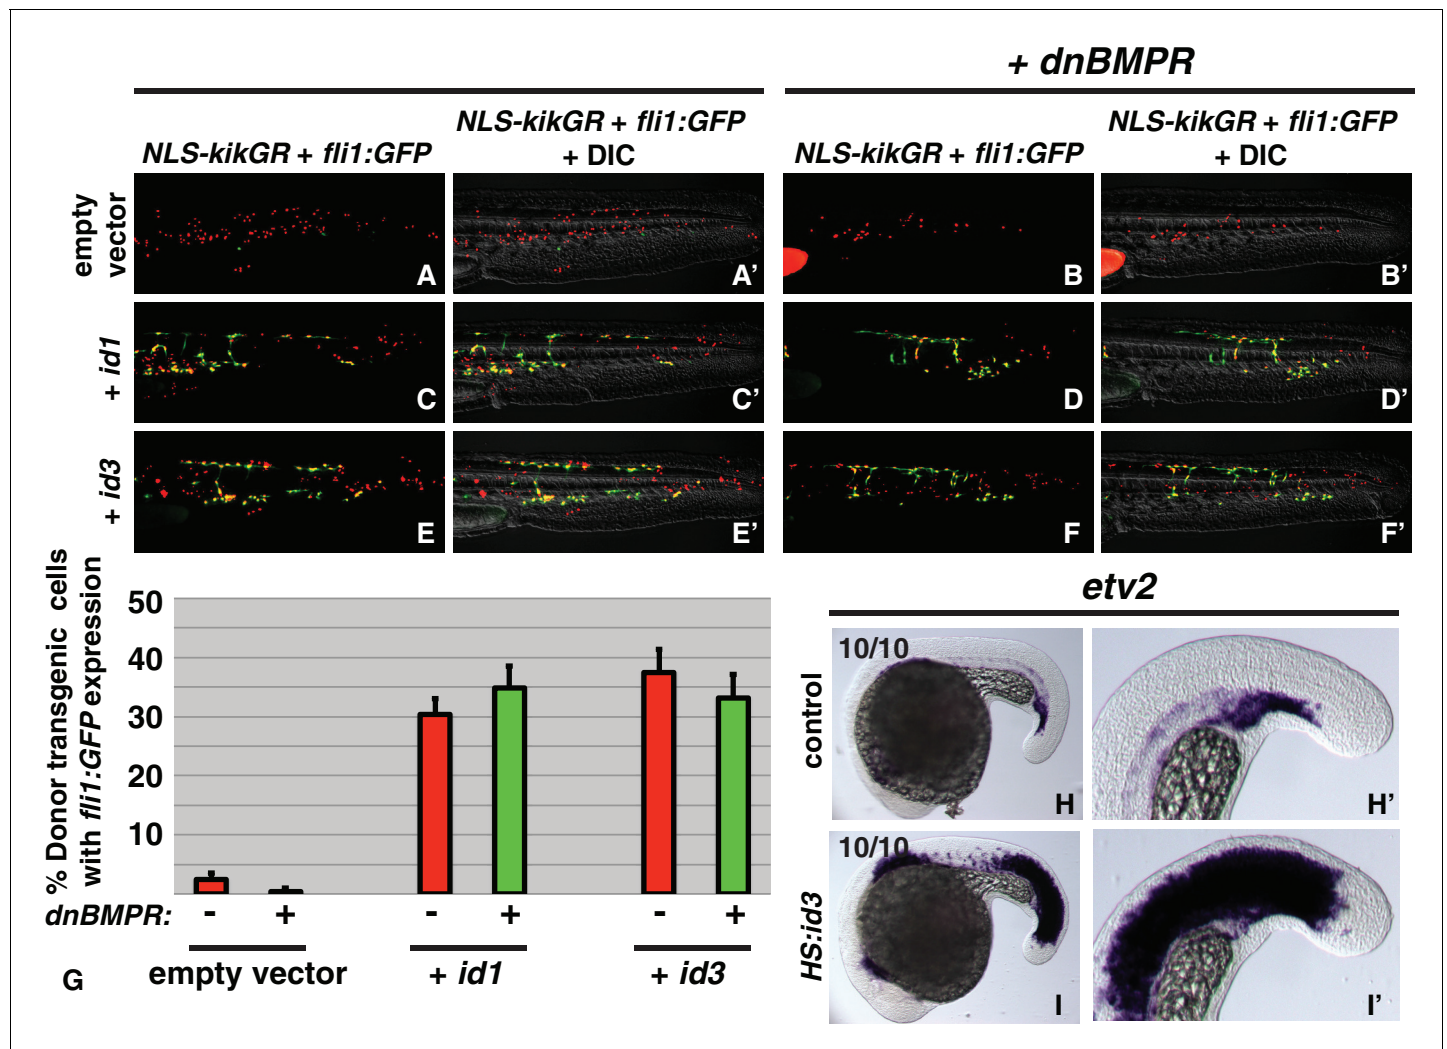 + dnBMPR
NLS-kikGR + fli1:GFP
NLS-kikGR + fli1:GFP
+ DIC
NLS-kikGR + fli1:GFP
NLS-kikGR + fli1:GFP
+ DIC
empty
vector
A
A’
B
B’
+ id1
C
C’
D
D’
+ id3
E
E’
F
F’
% Donor transgenic cells
with fli1:GFP expression
50
40
30
20
10
dnBMPR:
- + - + - +
empty vector
+ id1
+ id3
G
etv2
control
10/10
H
H’
HS:id3
10/10
I
I’